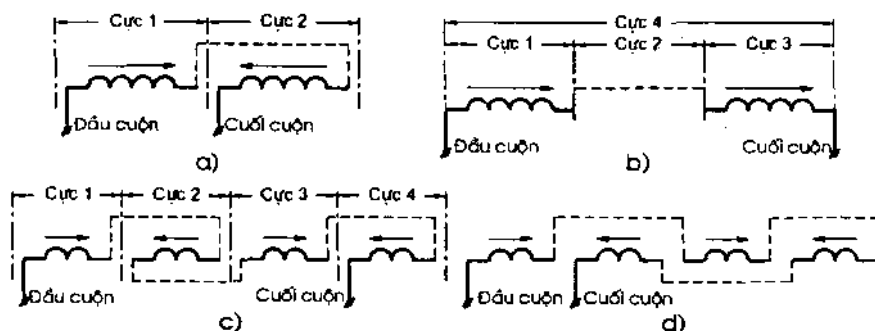 Cực 1 Cực 2
Đầu cuộn Cuối cuộn
a)
Cực 4
Cực 1 Cực 2 Cực 3
Đầu cuộn Cuối cuộn
b)
Cực 1 Cực 2 Cực 3 Cực 4
Đầu cuộn Cuối cuộn
c)
Đầu cuộn Cuối cuộn
d)